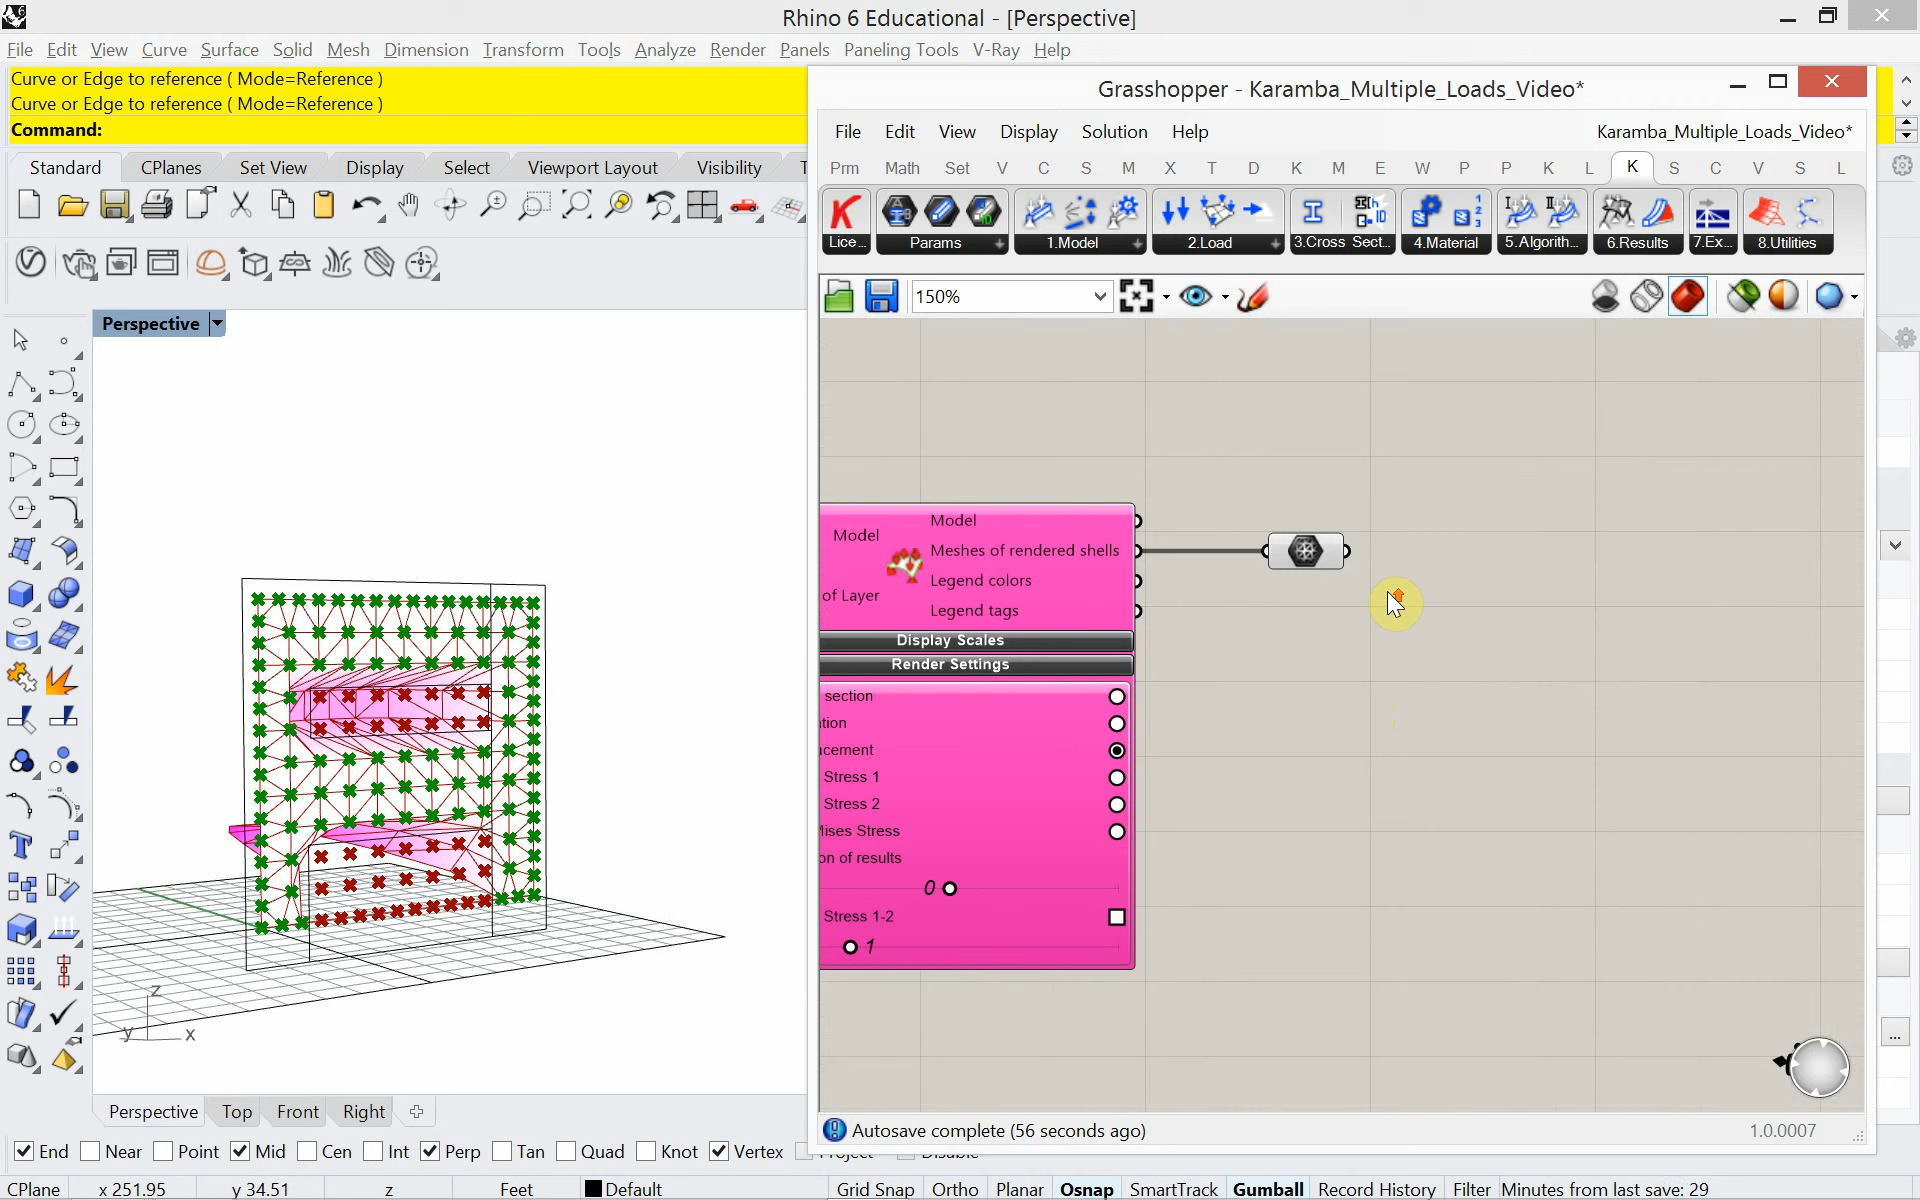 Rhino 6 Educational - [Perspective]
File Edit View Curve Surface Solid Mesh Dimension Transform Tools Analyze Render Panels Paneling Tools V-Ray Help
Curve or Edge to reference ( Mode=Reference )
Curve or Edge to reference ( Mode=Reference )
Command:
Standard CPlanes Set View Display Select Viewport Layout Visibility
Perspective
Grasshopper - Karamba_Multiple_Loads_Video*
File Edit View Display Solution Help Karamba_Multiple_Loads_Video*
Prm Math Set V C S M X T D K M E W P P K L K S C V S L
Lice... Params 1.Model 2.Load 3.Cross Sect... 4.Material 5.Algorith... 6.Results 7.Ex... 8.Utilities
150%
Model
Model
Meshes of rendered shells
Legend colors
of Layer
Legend tags
Display Scales
Render Settings
section
cement
Stress 1
Stress 2
Mises Stress
on of results
0
Stress 1-2
1
z
y x
Perspective Top Front Right
Autosave complete (56 seconds ago) 1.0.0007
End Near Point Mid Cen Int Perp Tan Quad Knot Vertex
CPlane x 251.95 y 34.51 z Feet Default Grid Snap Ortho Planar Osnap SmartTrack Gumball Record History Filter Minutes from last save: 29